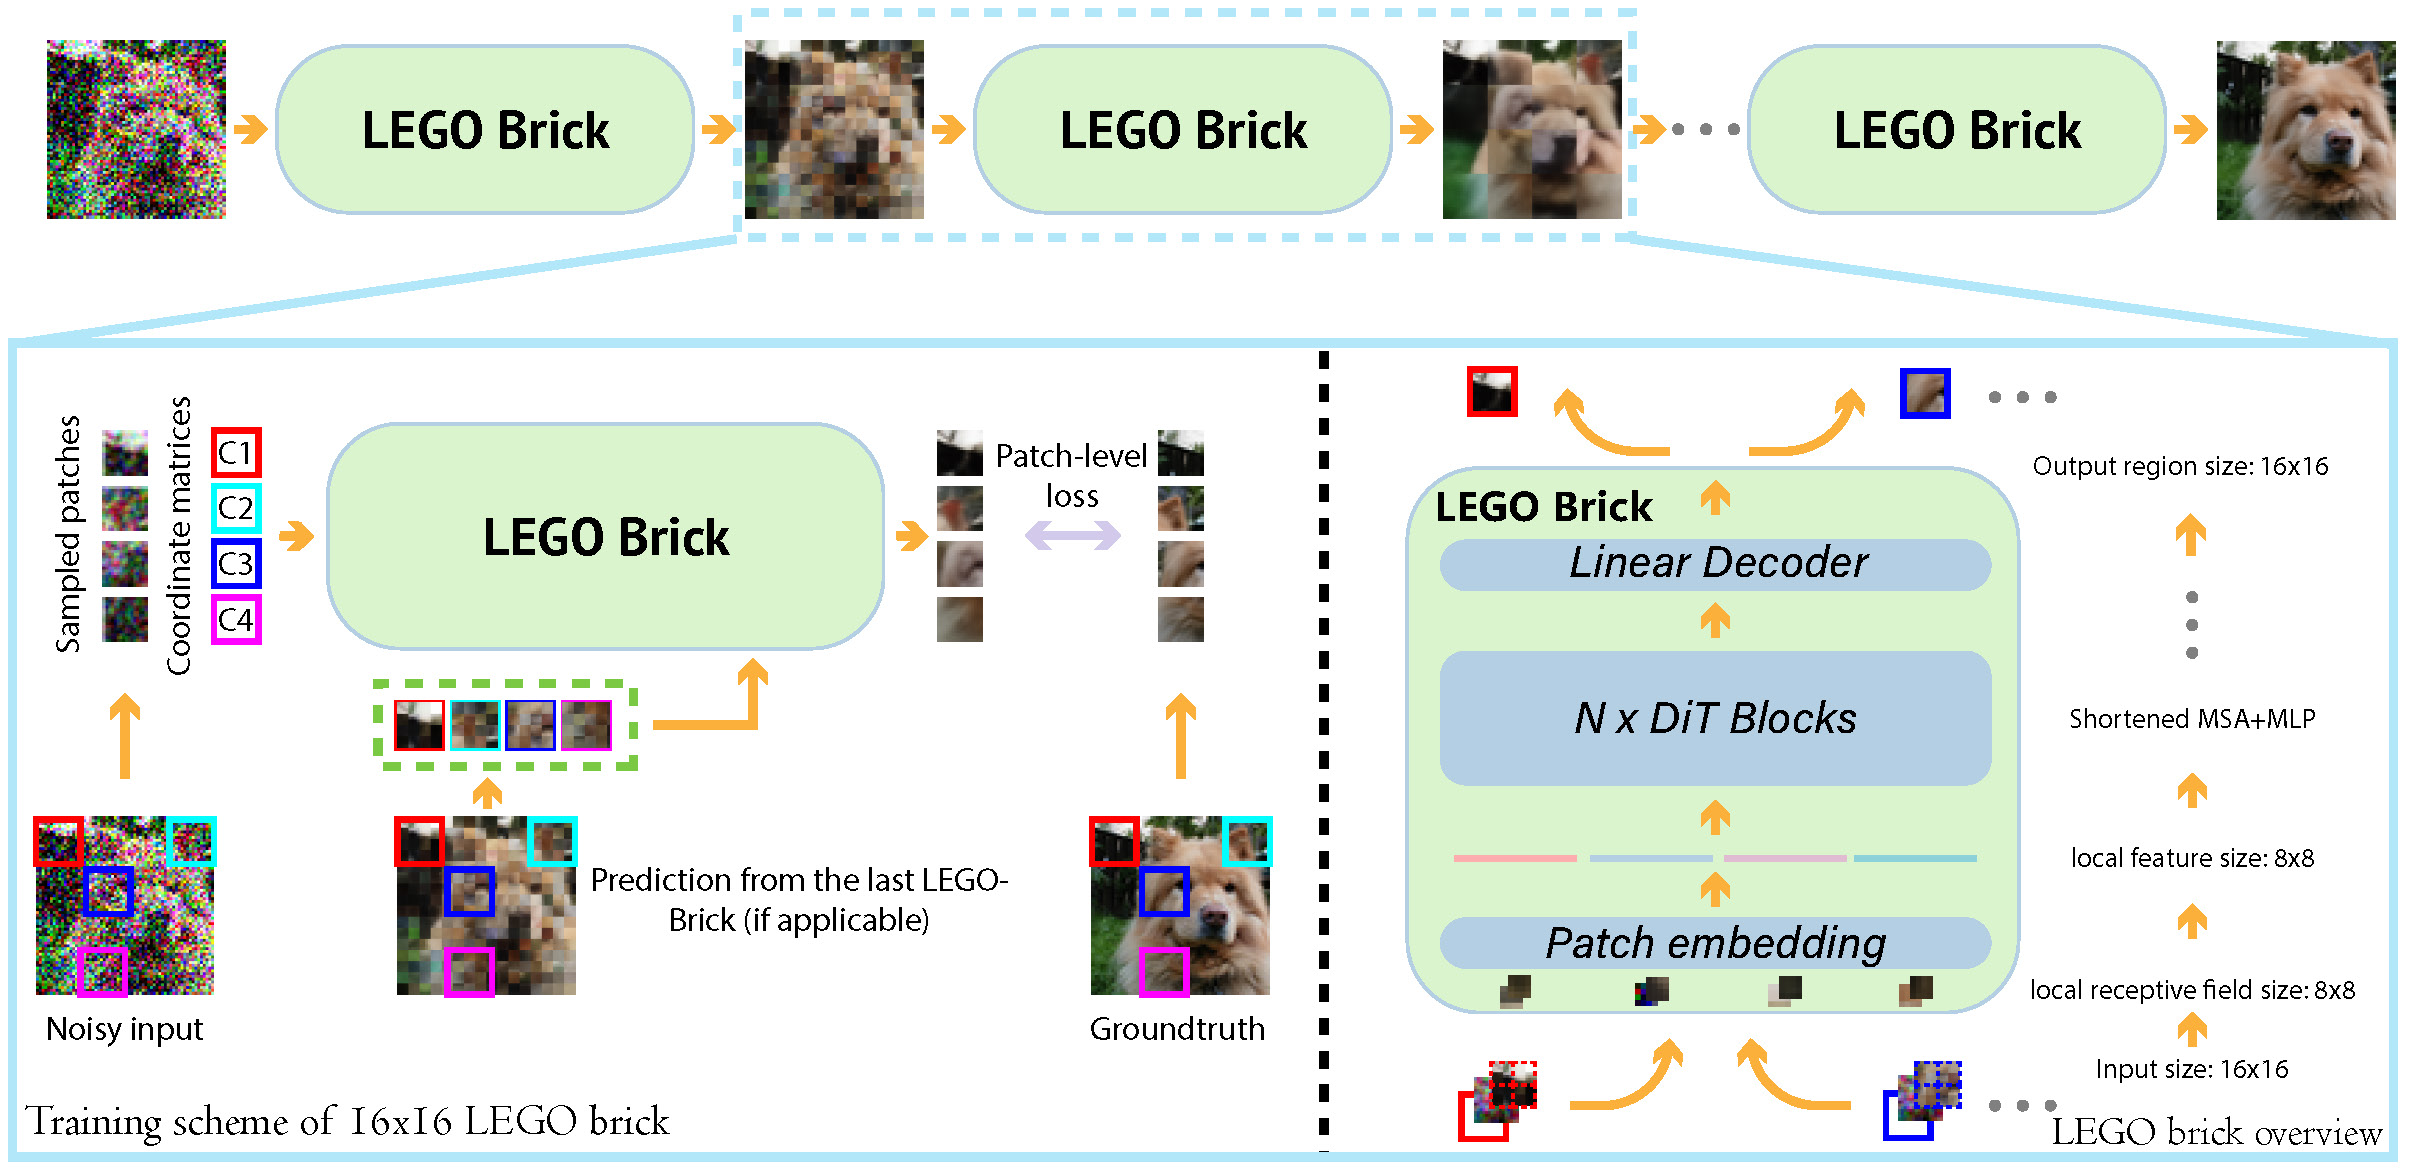 LEGO Brick
LEGO Brick
LEGO Brick
Sampled patches
Coordinate matrices
C1
C2
C3
C4
LEGO Brick
Patch-level
loss
Prediction from the last LEGO-
Brick (if applicable)
Noisy input
Groundtruth
Training scheme of 16x16 LEGO brick
LEGO Brick
Linear Decoder
N x DiT Blocks
Patch embedding
Output region size: 16x16
Shortened MSA+MLP
local feature size: 8x8
local receptive field size: 8x8
Input size: 16x16
LEGO brick overview